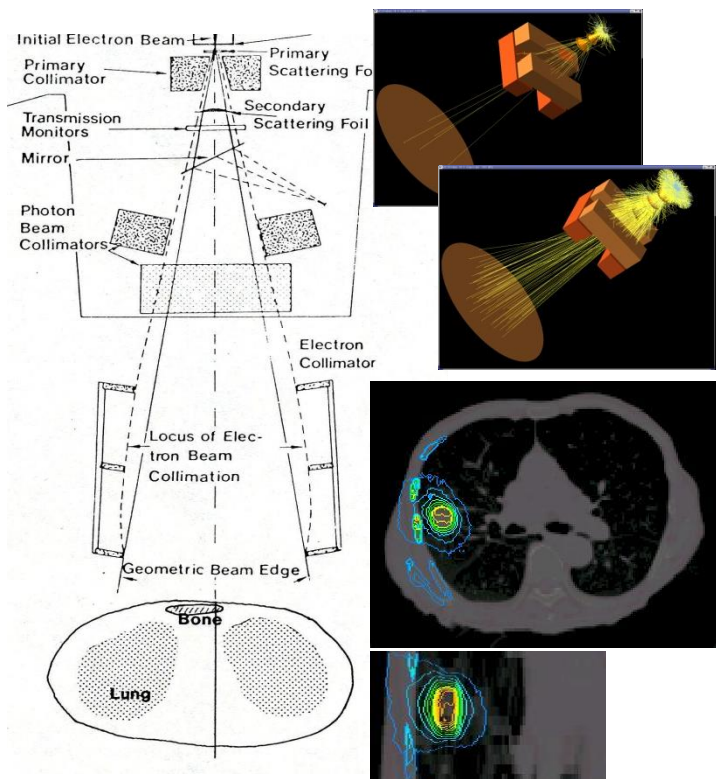 Initial Electron Beam
Primary
Scattering Fo
Primary
Collimator
Secondary
Scattering Foil
Transmission
Monitors
Mirror
Photon
Beam
Collimators
Electron
Collimator
Locus of Elec-
tron Beam
Collimation
Geometric Beam Edge
Bone
Lung